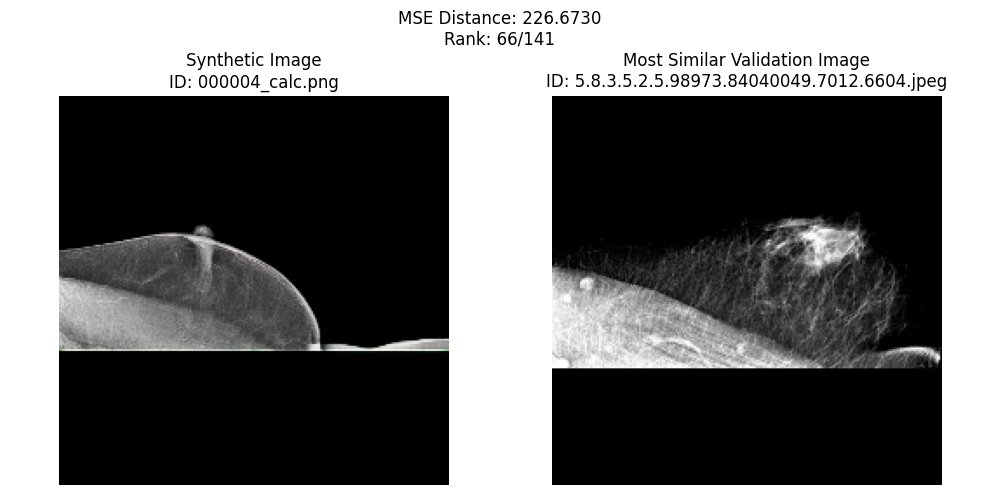 MSE Distance: 226.6730
Rank: 66/141
Synthetic Image
ID: 000004_calc.png
Most Similar Validation Image
ID: 5.8.3.5.2.5.98973.84040049.7012.6604.jpeg